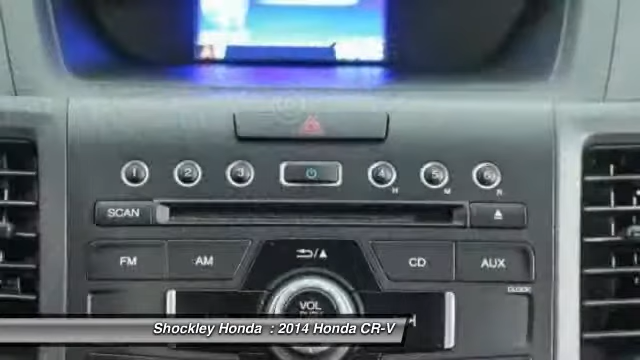 1 2 3 4 5 6
H M R
SCAN
FM AM CD AUX
CLOCK
VOL
Shockley Honda : 2014 Honda CR-V